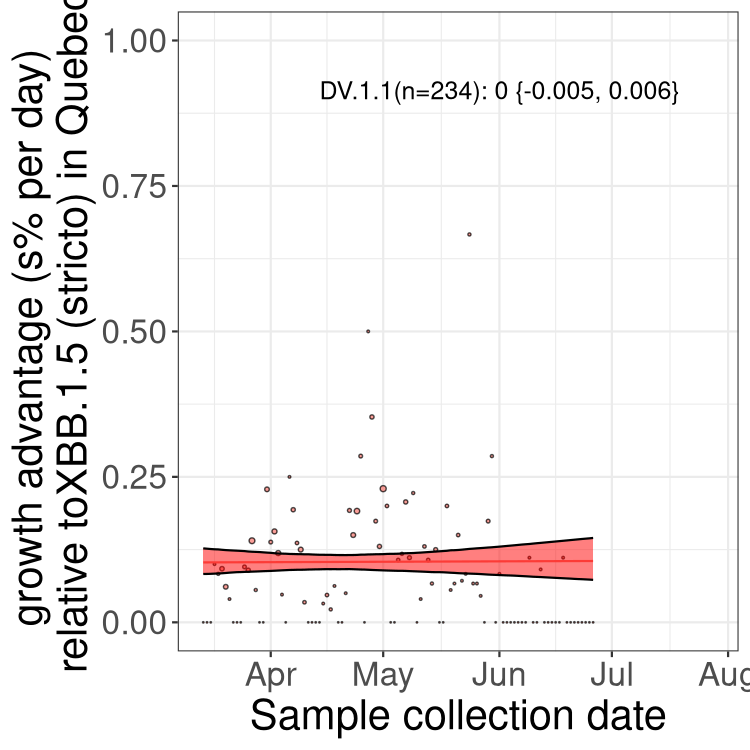 growth advantage (s% per day)
relative toXBB.1.5 (stricto) in Quebec
1.00
0.75
0.50
0.25
0.00
DV.1.1(n=234): 0 {-0.005, 0.006}
Apr
May
Jun
Jul
Aug
Sample collection date